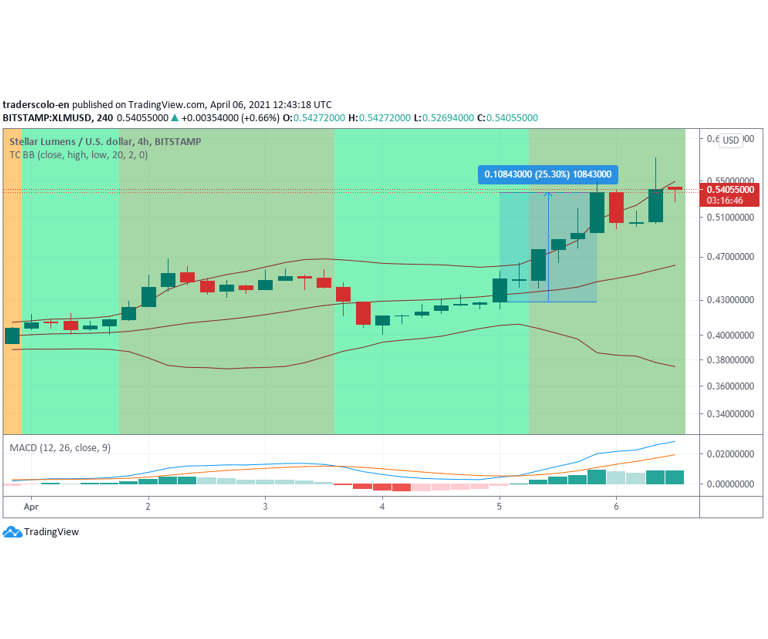 traderscolo-en published on TradingView.com, April 06, 2021 12:43:18 UTC
BITSTAMP:XLMUSD, 240 0.54055000 ▲ +0.00354000 (+0.66%) O:0.54272000 H:0.54272000 L:0.52694000 C:0.54055000
Stellar Lumens / U.S. dollar, 4h, BITSTAMP
USD
TC BB (close, high, low, 20, 2, 0)
0.10843000 (25.30%) 10843000
0.55000000
0.54055000
03:16:46
0.51000000
0.47000000
0.43000000
0.40000000
0.38000000
0.36000000
0.34000000
MACD (12, 26, close, 9)
0.02000000
0.00000000
Apr 2 3 4 5 6
TradingView